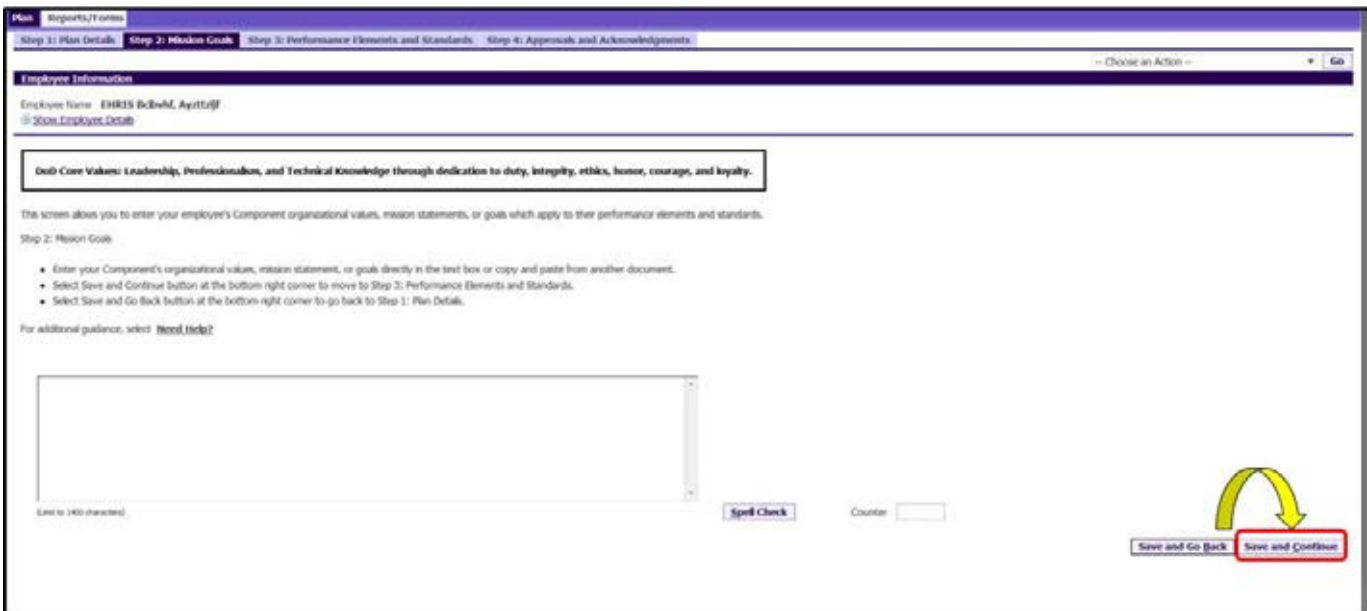 Plan Reports/Forms
Step 1: Plan Details Step 2: Mission Goals Step 3: Performance Elements and Standards Step 4: Approvals and Acknowledgments
-- Choose an Action -- Go
Employee Information
Employee Name EHRIS
Show Employee Details
DoD Core Values: Leadership, Professionalism, and Technical Knowledge through dedication to duty, integrity, ethics, honor, courage, and loyalty.
This screen allows you to enter your employee's Component organizational values, mission statements, or goals which apply to their performance elements and standards.
Step 2: Mission Goals
• Enter your Component's organizational values, mission statement, or goals directly in the text box or copy and paste from another document.
• Select Save and Continue button at the bottom right corner to move to Step 3: Performance Elements and Standards.
• Select Save and Go Back button at the bottom right corner to go back to Step 1: Plan Details.
For additional guidance, select Need Help?
(Limit to 1400 characters) Spell Check Counter
Save and Go Back Save and Continue